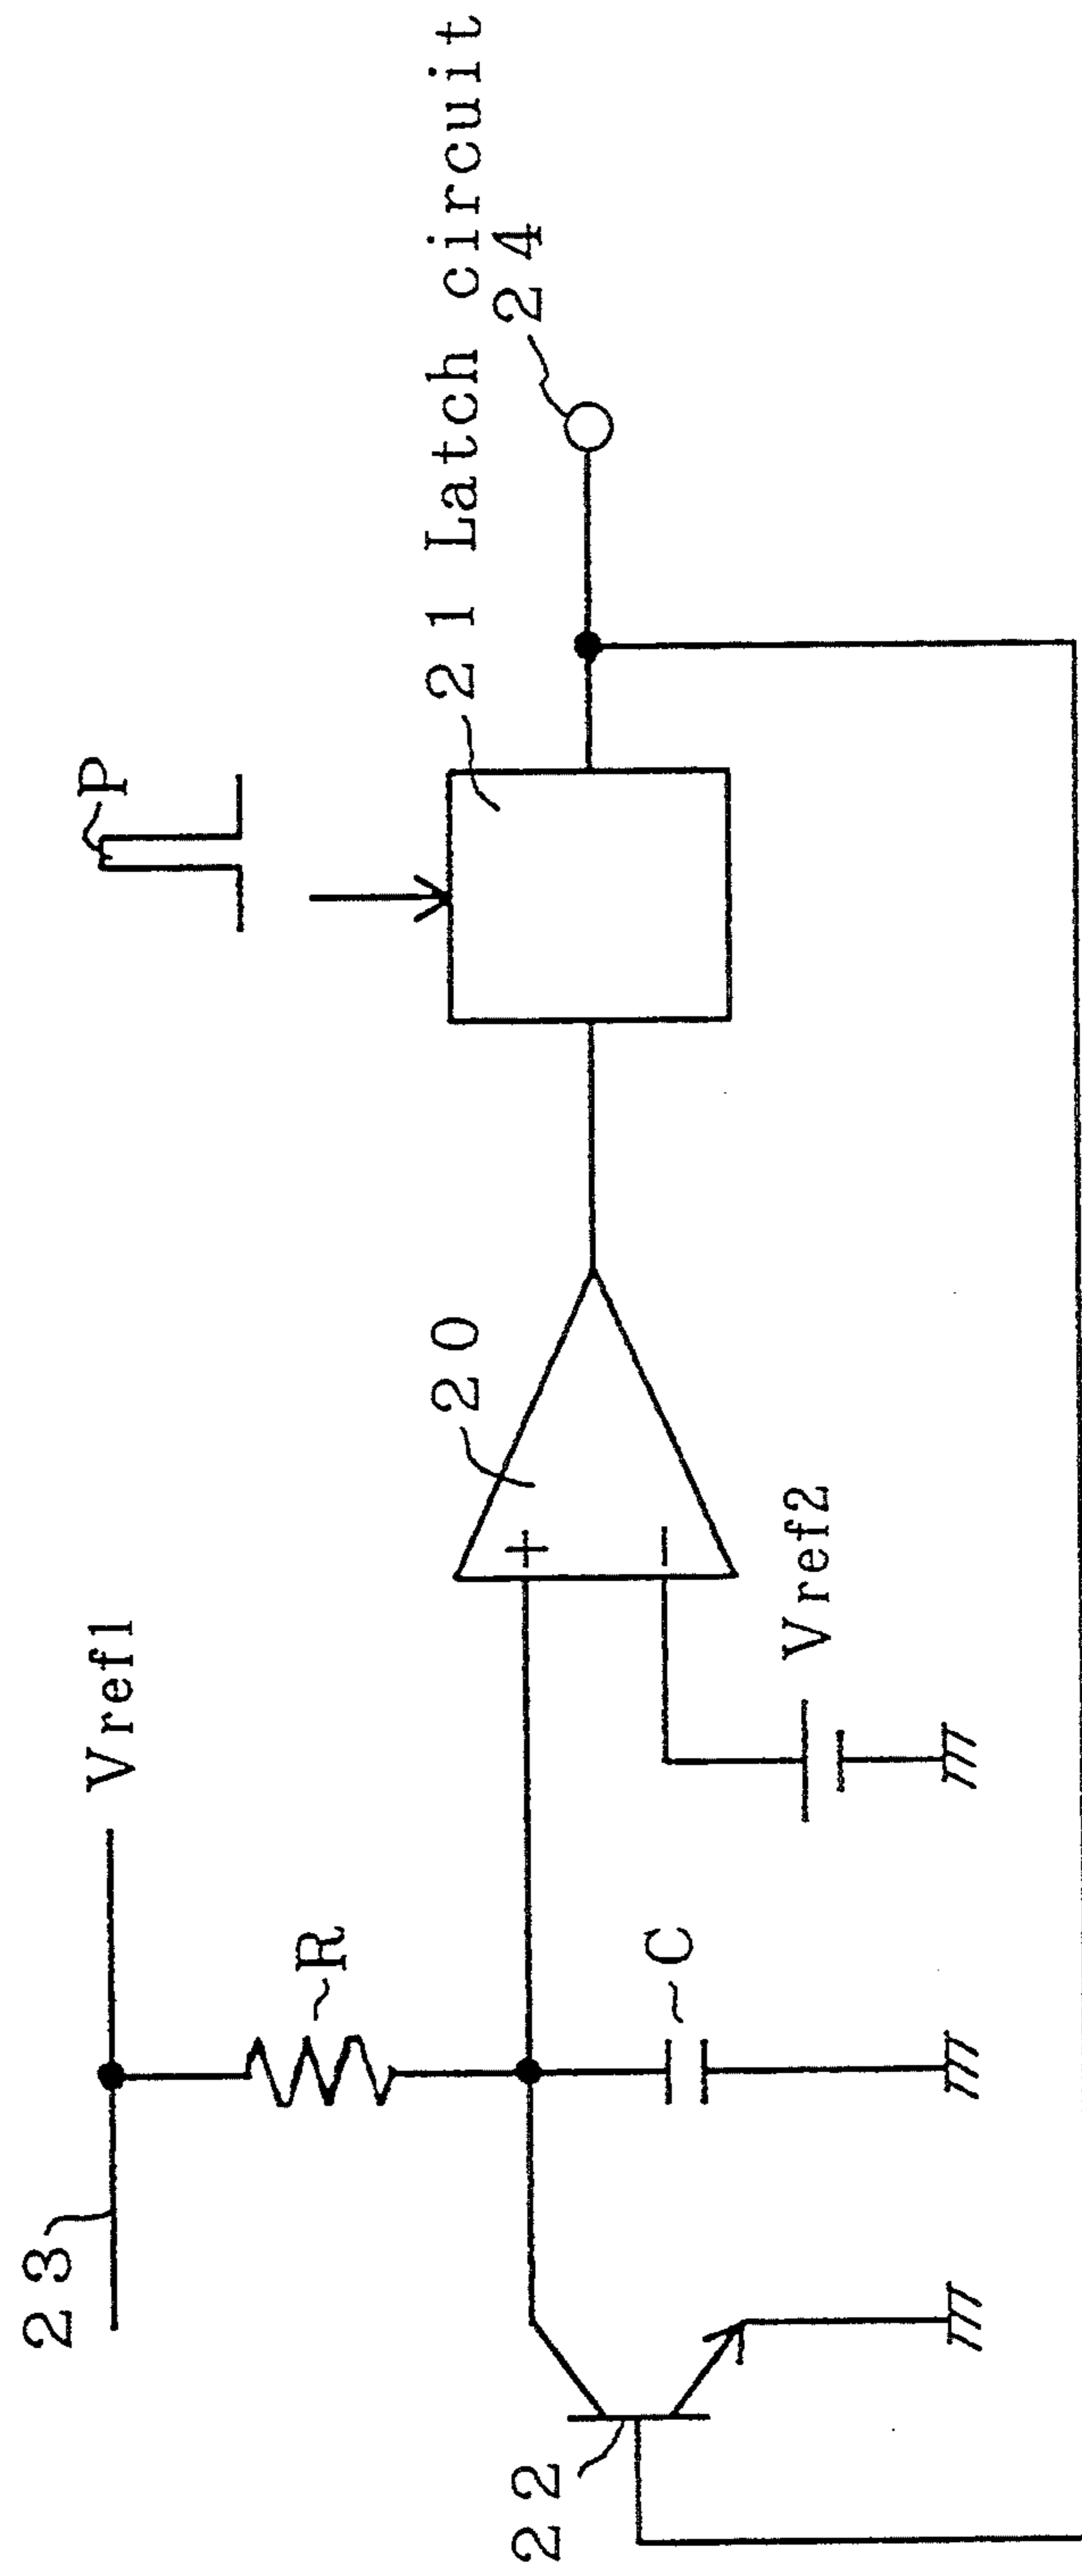 23
Vref1
P
R
20
21 Latch circuit
24
+
−
22
C
Vref2